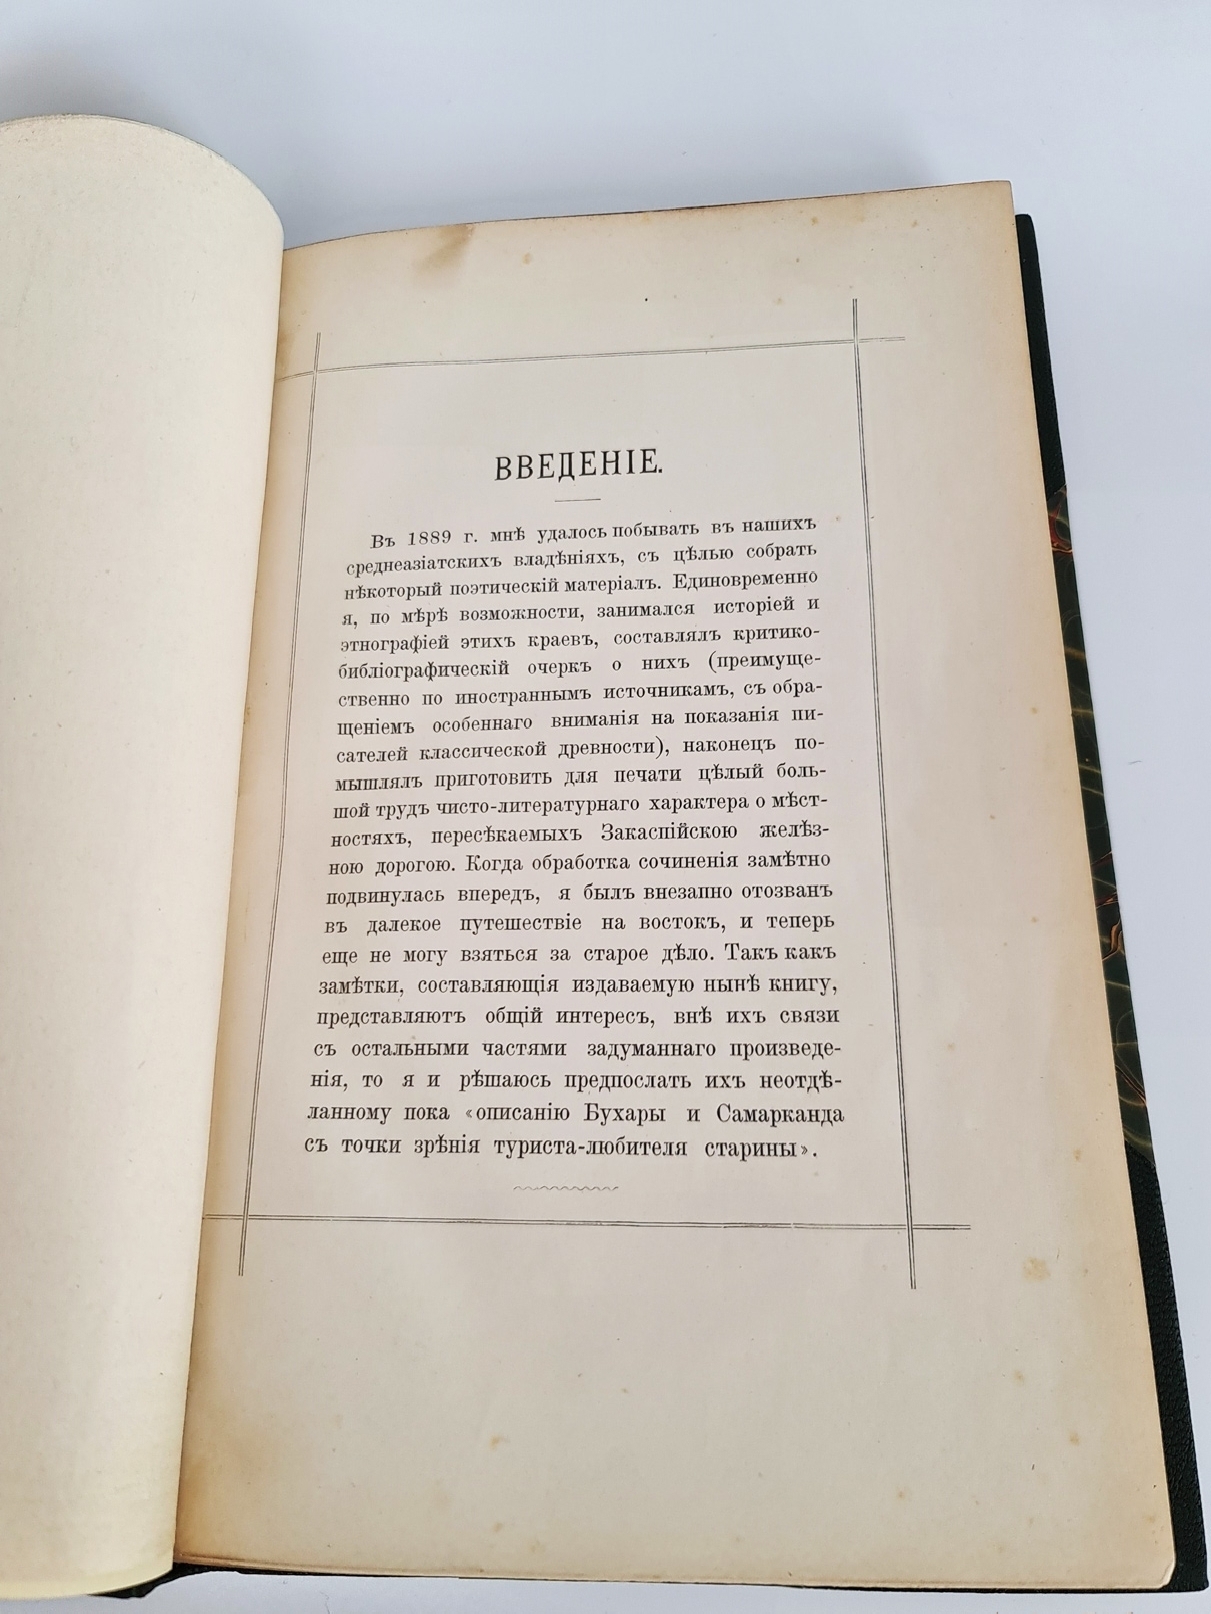 ВВЕДЕНІЕ.
Въ 1889 г. мнѣ удалось побывать въ нашихъ
среднеазіатскихъ владѣніяхъ, съ цѣлью собрать
нѣкоторый поэтическій матеріалъ. Единовременно
я, по мѣрѣ возможности, занимался исторіей и
этнографіей этихъ краевъ, составлялъ критико-
библіографическій очеркъ о нихъ (преимуще-
ственно по иностраннымъ источникамъ, съ обра-
щеніемъ особеннаго вниманія на показанія пи-
сателей классической древности), наконецъ по-
мышлялъ приготовить для печати цѣлый боль-
шой трудъ чисто-литературнаго характера о мѣст-
ностяхъ, пересѣкаемыхъ Закаспійскою желѣз-
ною дорогою. Когда обработка сочиненія замѣтно
подвинулась впередъ, я былъ внезапно отозванъ
въ далекое путешествіе на востокъ, и теперь
еще не могу взяться за старое дѣло. Такъ какъ
замѣтки, составляющія издаваемую нынѣ книгу,
представляютъ общій интересъ, внѣ ихъ связи
съ остальными частями задуманнаго произведе-
нія, то я и рѣшаюсь предпослать ихъ неотдѣ-
ланному пока «описанію Бухары и Самарканда
съ точки зрѣнія туриста-любителя старины».